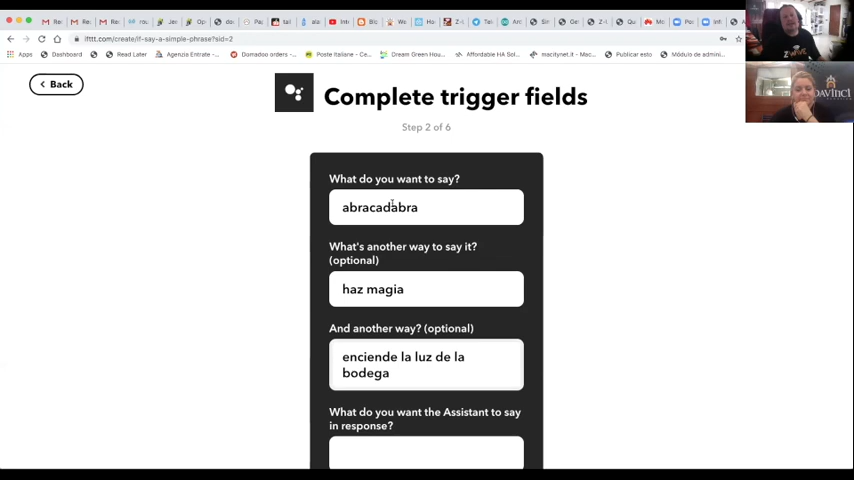 ifttt.com/create/if-say-a-simple-phrase?sid=2
Apps Dashboard Read Later Agenzia Entrate -... Domadoo orders -... Poste Italiane - Ce... Dream Green Hou... Affordable HA Sol... macitynet.it - Mac... Publicar esto Módulo de admini...
Back
Complete trigger fields
Step 2 of 6
What do you want to say?
abracadabra
What's another way to say it?
(optional)
haz magia
And another way? (optional)
enciende la luz de la
bodega
What do you want the Assistant to say
in response?